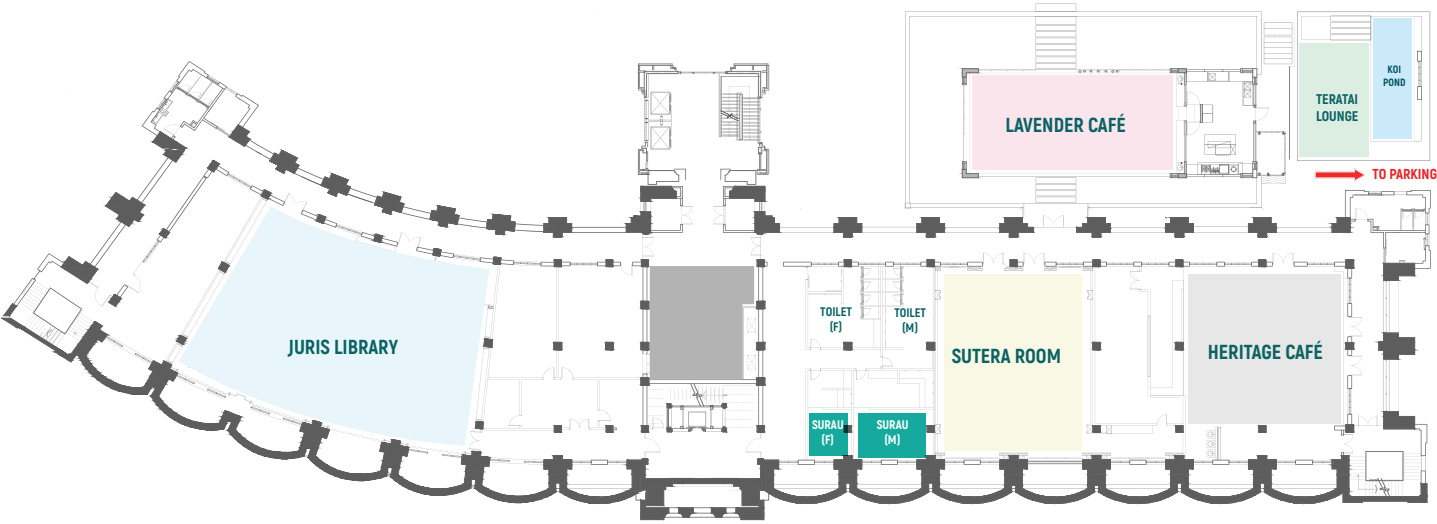 LAVENDER CAFÉ
TERATAI
LOUNGE
KOI
POND
TO PARKING
JURIS LIBRARY
TOILET
(F)
TOILET
(M)
SUTERA ROOM
HERITAGE CAFÉ
SURAU
(F)
SURAU
(M)